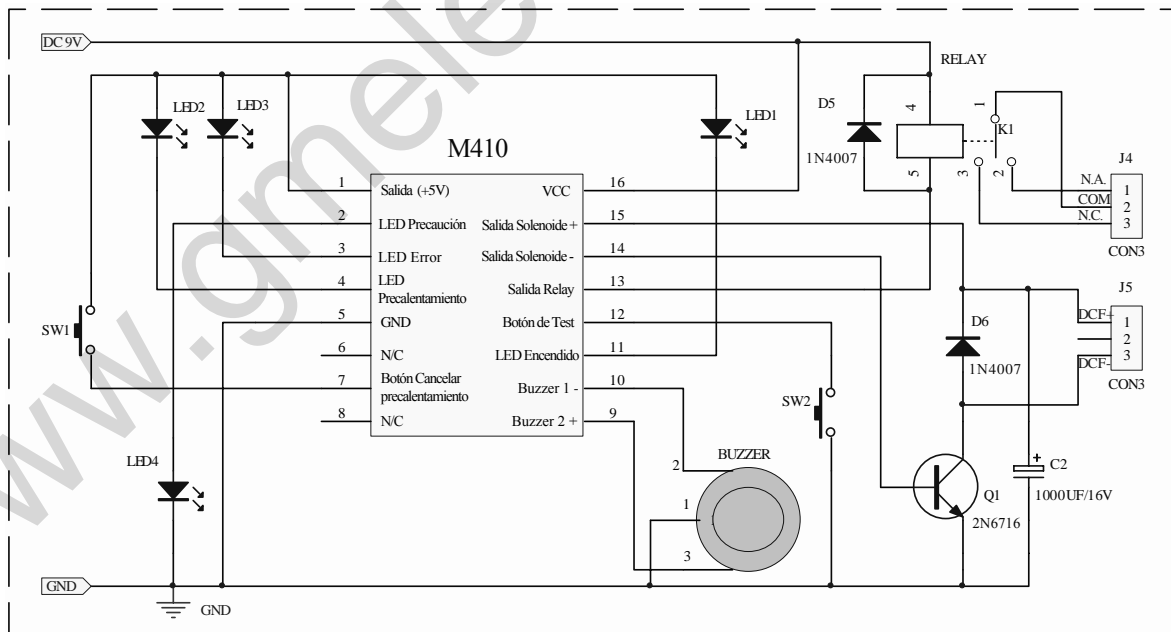 DC 9V
RELAY
LED2
LED3
LED1
D5
1N4007
4
5
1
K1
3
2
J4
N.A.
COM
N.C.
1
2
3
CON3
M410
1
Salida (+5V)
2
LED Precaución
3
LED Error
4
LED
Precalentamiento
5
GND
6
N/C
7
Botón Cancelar
precalentamiento
8
N/C
VCC
16
Salida Solenoide +
15
Salida Solenoide -
14
Salida Relay
13
Botón de Test
12
LED Encendido
11
Buzzer 1 -
10
Buzzer 2 +
9
SW1
SW2
J5
DCF+
DCF-
1
2
3
CON3
D6
1N4007
LED4
BUZZER
2
1
3
Q1
2N6716
+
C2
1000UF/16V
GND
GND
www.gmele